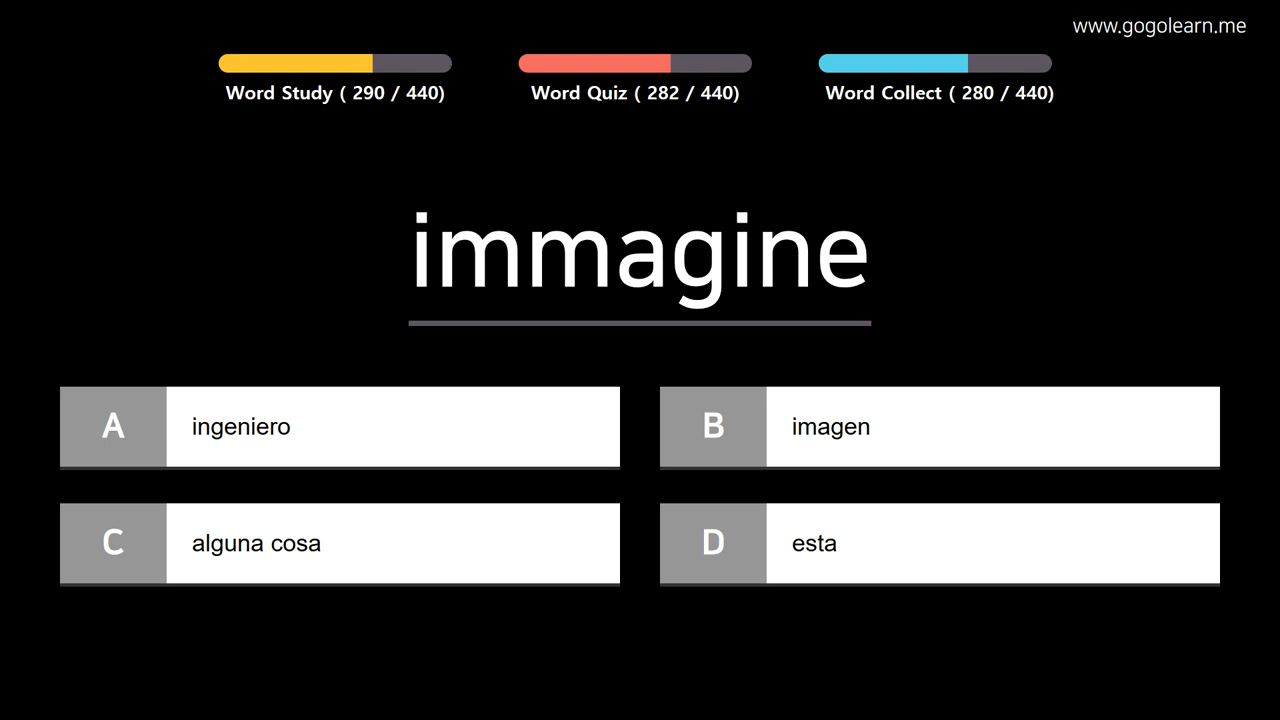 www.gogolearn.me
Word Study ( 290 / 440)
Word Quiz ( 282 / 440)
Word Collect ( 280 / 440)
immagine
A ingeniero
B imagen
C alguna cosa
D esta